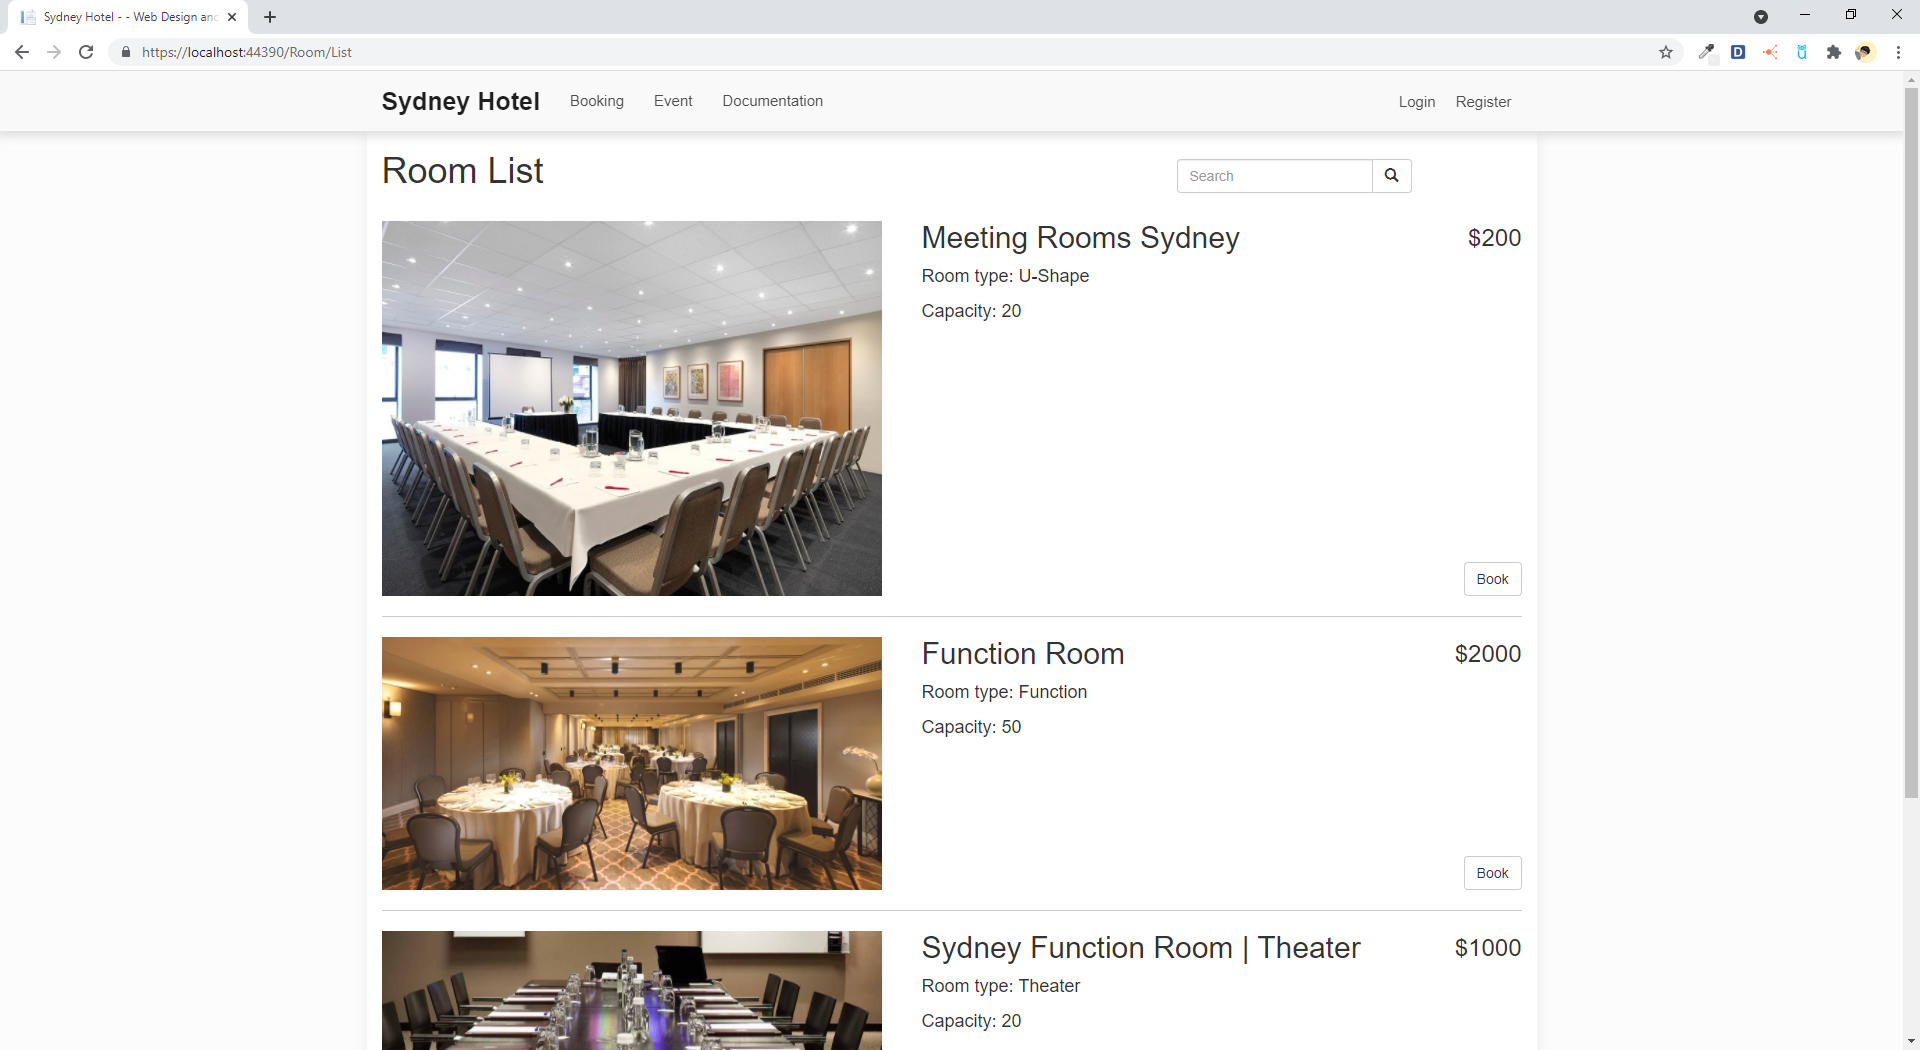 Sydney Hotel - - Web Design and
https://localhost:44390/Room/List
Sydney Hotel Booking Event Documentation Login Register
Room List
Search
Meeting Rooms Sydney $200
Room type: U-Shape
Capacity: 20
Book
Function Room $2000
Room type: Function
Capacity: 50
Book
Sydney Function Room | Theater $1000
Room type: Theater
Capacity: 20